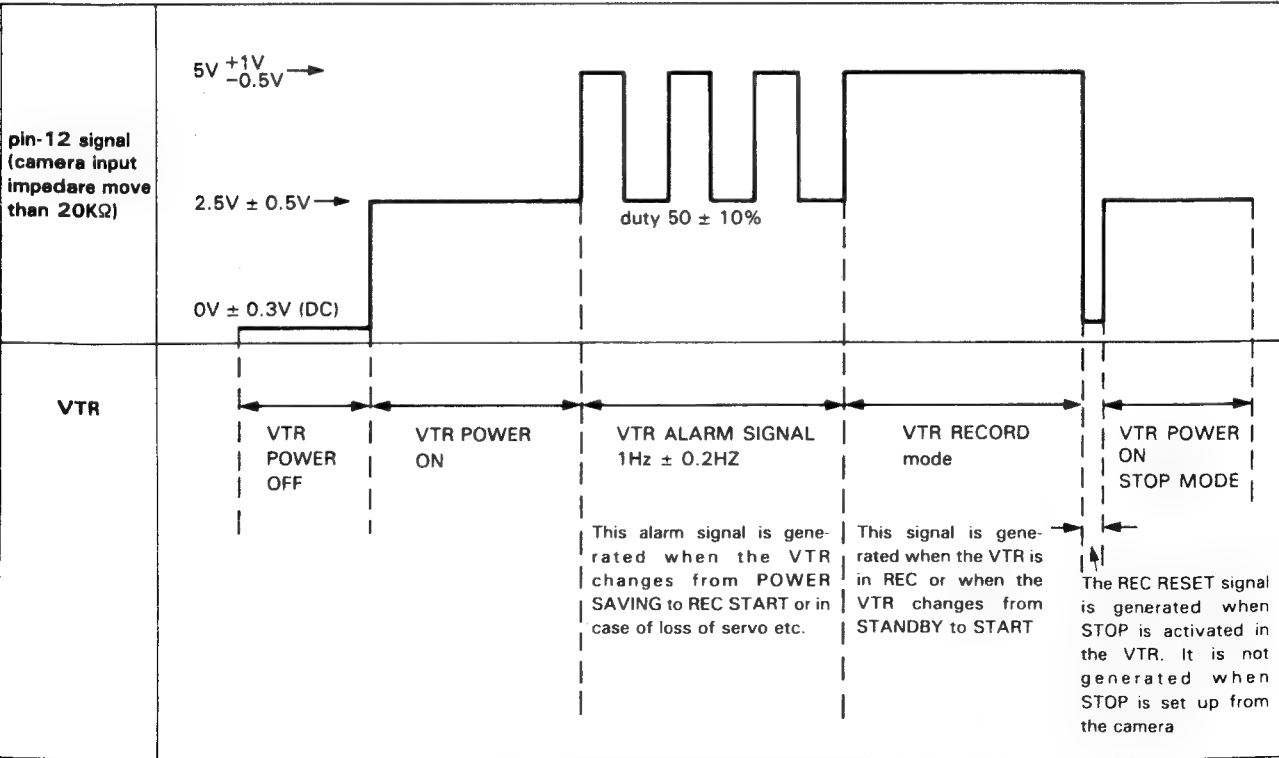 pin-12 signal
(camera input
impedare move
than 20KΩ)
5V +1V
−0.5V
2.5V ± 0.5V
0V ± 0.3V (DC)
duty 50 ± 10%
VTR
VTR
POWER
OFF
VTR POWER
ON
VTR ALARM SIGNAL
1Hz ± 0.2HZ
VTR RECORD
mode
VTR POWER
ON
STOP MODE
This alarm signal is gene-
rated when the VTR
changes from POWER
SAVING to REC START or in
case of loss of servo etc.
This signal is gene-
rated when the VTR is
in REC or when the
VTR changes from
STANDBY to START
The REC RESET signal
is generated when
STOP is activated in
the VTR. It is not
generated when
STOP is set up from
the camera